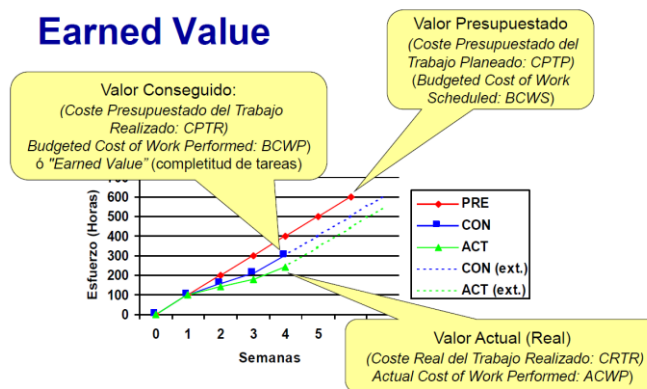 Earned Value
Valor Presupuestado
(Coste Presupuestado del
Trabajo Planeado: CPTP)
(Budgeted Cost of Work
Scheduled: BCWS)
Valor Conseguido:
(Coste Presupuestado del Trabajo
Realizado: CPTR)
Budgeted Cost of Work Performed: BCWP)
ó "Earned Value" (completitud de tareas)
Esfuerzo (Horas)
700
600
500
400
300
200
100
0
0 1 2 3 4 5
Semanas
PRE
CON
ACT
CON (ext.)
ACT (ext.)
Valor Actual (Real)
(Coste Real del Trabajo Realizado: CRTR)
Actual Cost of Work Performed: ACWP)